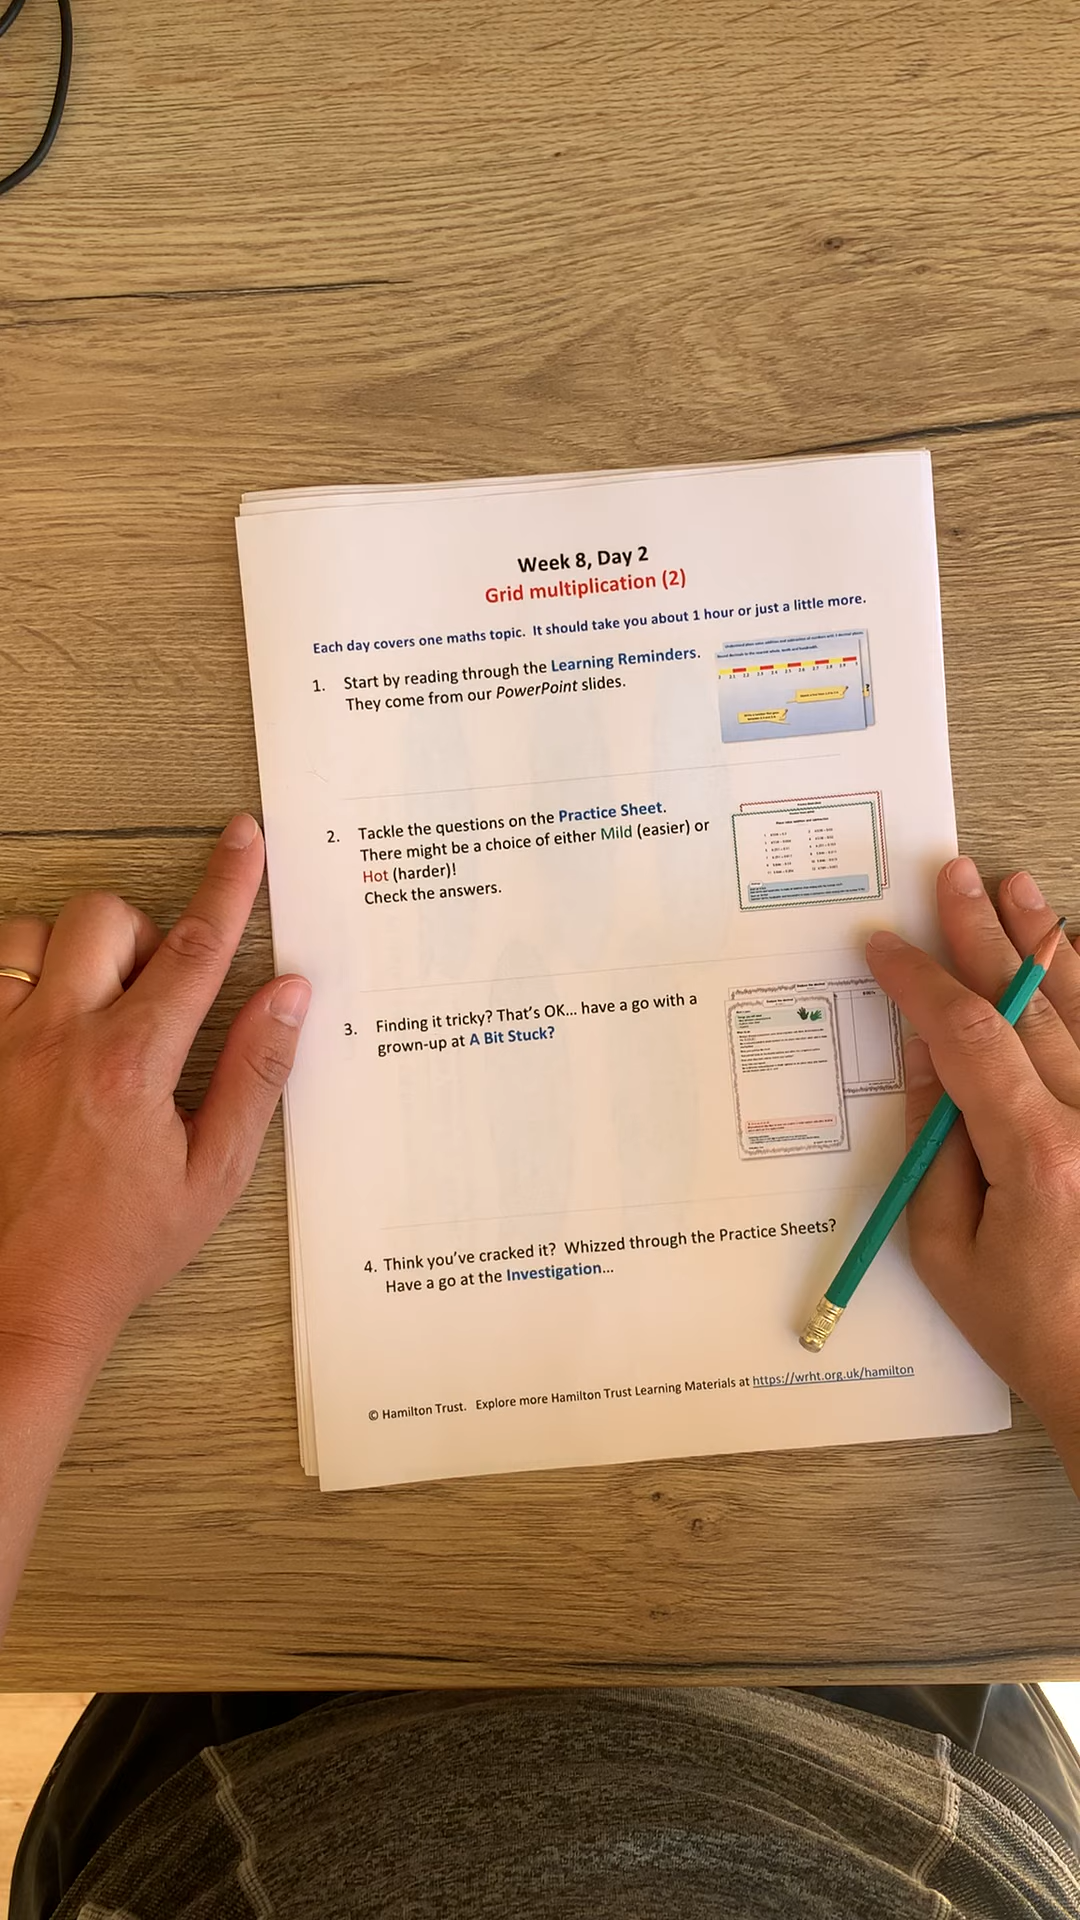 Week 8, Day 2
Grid multiplication (2)
Each day covers one maths topic.  It should take you about 1 hour or just a little more.
1. Start by reading through the Learning Reminders.
They come from our PowerPoint slides.
2. Tackle the questions on the Practice Sheet.
There might be a choice of either Mild (easier) or
Hot (harder)!
Check the answers.
3. Finding it tricky? That's OK... have a go with a
grown-up at A Bit Stuck?
4. Think you've cracked it?  Whizzed through the Practice Sheets?
Have a go at the Investigation...
© Hamilton Trust.  Explore more Hamilton Trust Learning Materials at https://wrht.org.uk/hamilton